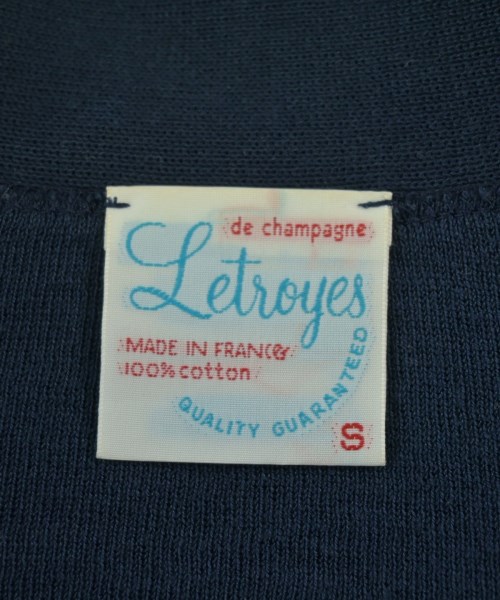 de champagne
Letroyes
MADE IN FRANCE
100% cotton
QUALITY GUARANTEED
S